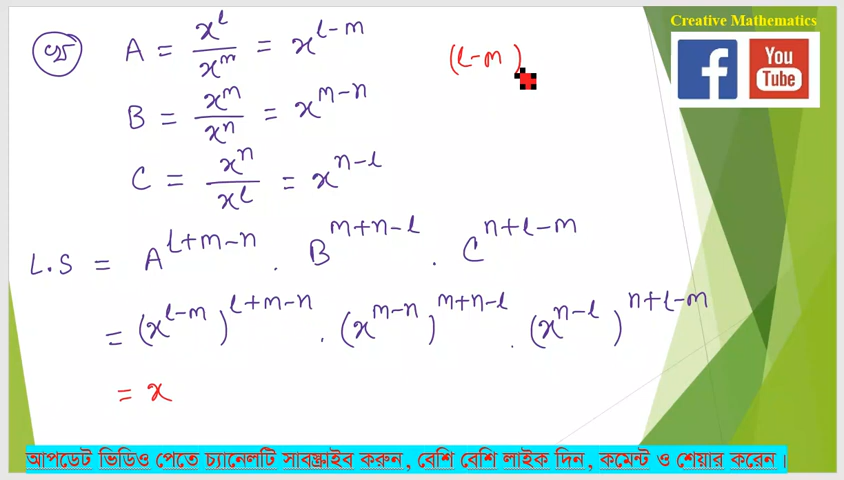 Creative Mathematics
A = x^l / x^m = x^{l-m}
(l-m)
You
Tube
B = x^m / x^n = x^{m-n}
C = x^n / x^l = x^{n-l}
L.S = A^{l+m-n} . B^{m+n-l} . C^{n+l-m}
= (x^{l-m})^{l+m-n} . (x^{m-n})^{m+n-l} . (x^{n-l})^{n+l-m}
= x
আপডেট ভিডিও পেতে চ্যানেলটি সাবস্ক্রাইব করুন, বেশি বেশি লাইক দিন, কমেন্ট ও শেয়ার করেন।